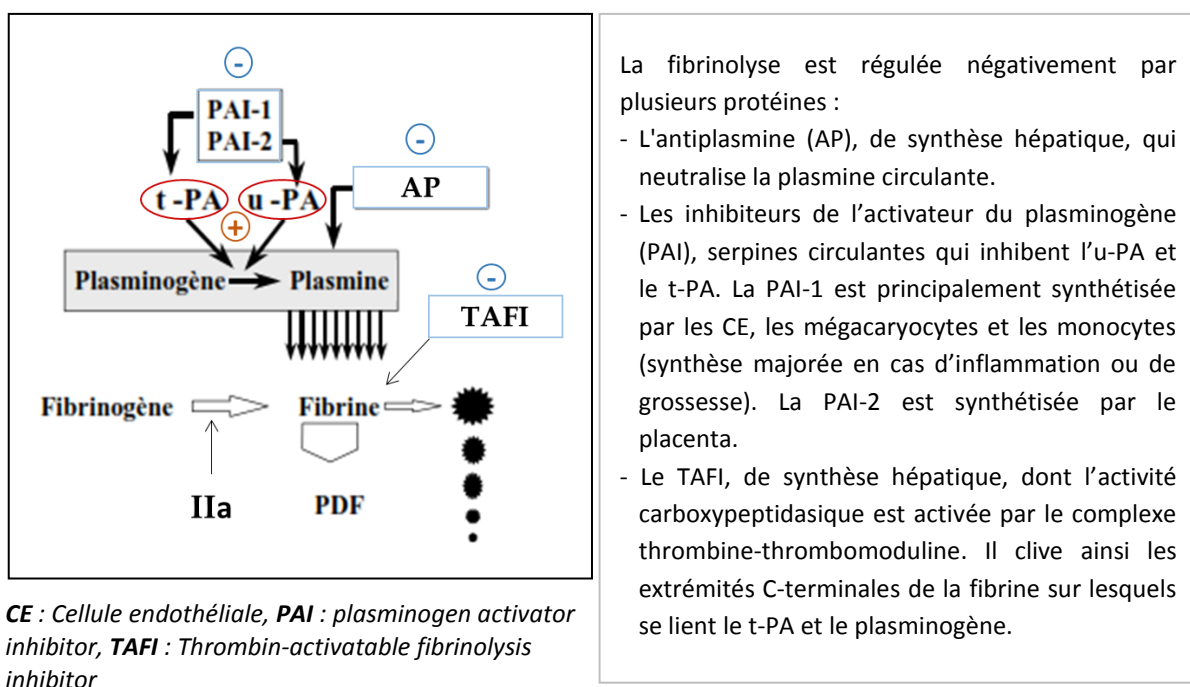 -
PAI-1
PAI-2
-
AP
t -PA u -PA
+
Plasminogène Plasmine
-
TAFI
Fibrinogène Fibrine
IIa PDF
CE : Cellule endothéliale, PAI : plasminogen activator
inhibitor, TAFI : Thrombin-activatable fibrinolysis
inhibitor
La fibrinolyse est régulée négativement par
plusieurs protéines :
- L'antiplasmine (AP), de synthèse hépatique, qui
neutralise la plasmine circulante.
- Les inhibiteurs de l’activateur du plasminogène
(PAI), serpines circulantes qui inhibent l’u-PA et
le t-PA. La PAI-1 est principalement synthétisée
par les CE, les mégacaryocytes et les monocytes
(synthèse majorée en cas d’inflammation ou de
grossesse). La PAI-2 est synthétisée par le
placenta.
- Le TAFI, de synthèse hépatique, dont l’activité
carboxypeptidasique est activée par le complexe
thrombine-thrombomoduline. Il clive ainsi les
extrémités C-terminales de la fibrine sur lesquels
se lient le t-PA et le plasminogène.